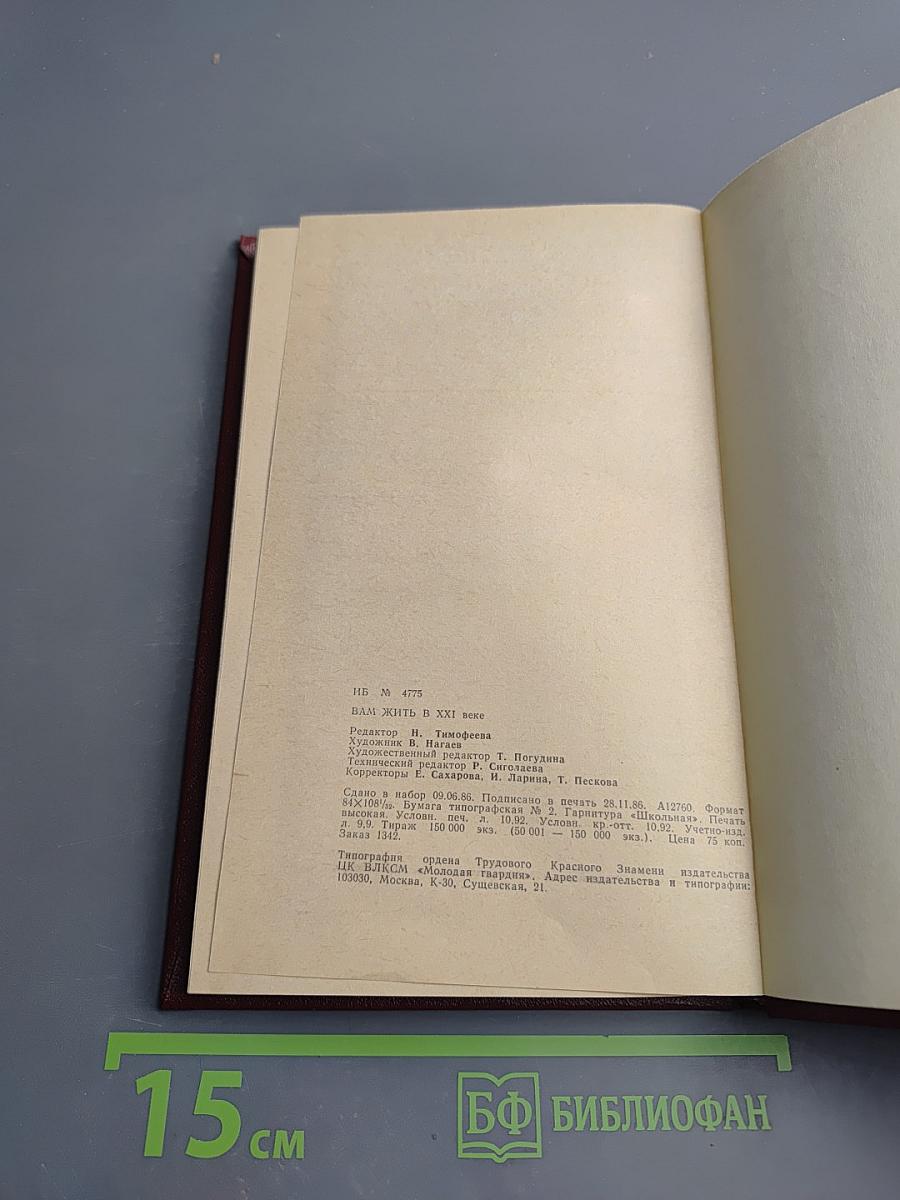 ИБ № 4775
ВАМ ЖИТЬ В XXI веке
Редактор Н. Тимофеева
Художник В. Нагаев
Художественный редактор Т. Погудина
Технический редактор Р. Сиголаева
Корректоры Е. Сахарова, И. Ларина, Т. Пескова
Сдано в набор 09.06.86. Подписано в печать 28.11.86. А12760. Формат
84×108¹/₃₂. Бумага типографская № 2. Гарнитура «Школьная». Печать
высокая. Условн. печ. л. 10,92. Условн. кр.-отт. 10,92. Учетно-изд.
л. 9,9. Тираж 150 000 экз. (50 001 — 150 000 экз.). Цена 75 коп.
Заказ 1342.
Типография ордена Трудового Красного Знамени издательства
ЦК ВЛКСМ «Молодая гвардия». Адрес издательства и типографии:
103030, Москва, К-30, Сущевская, 21.
15 см
БФ БИБЛИОФАН